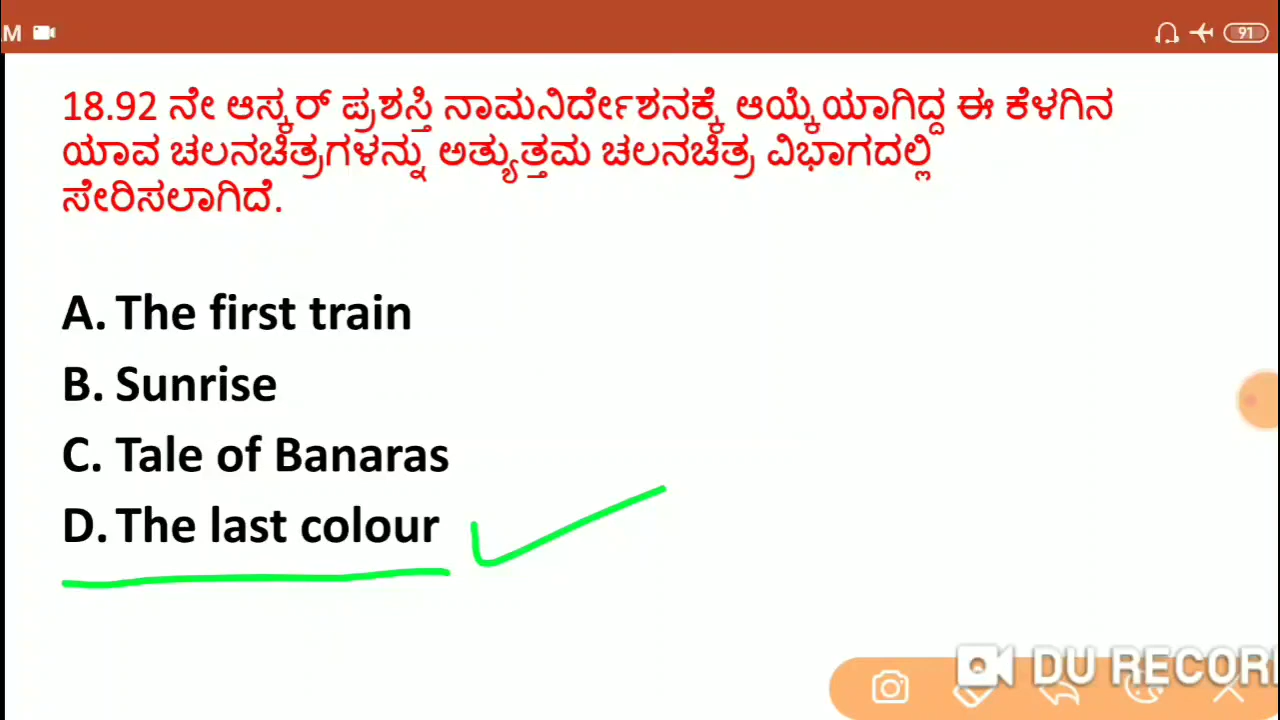 M
91
18.92 ನೇ ಆಸ್ಕರ್ ಪ್ರಶಸ್ತಿ ನಾಮನಿರ್ದೇಶನಕ್ಕೆ ಆಯ್ಕೆಯಾಗಿದ್ದ ಈ ಕೆಳಗಿನ
ಯಾವ ಚಲನಚಿತ್ರಗಳನ್ನು ಅತ್ಯುತ್ತಮ ಚಲನಚಿತ್ರ ವಿಭಾಗದಲ್ಲಿ
ಸೇರಿಸಲಾಗಿದೆ.
A. The first train
B. Sunrise
C. Tale of Banaras
D. The last colour
DU RECOR